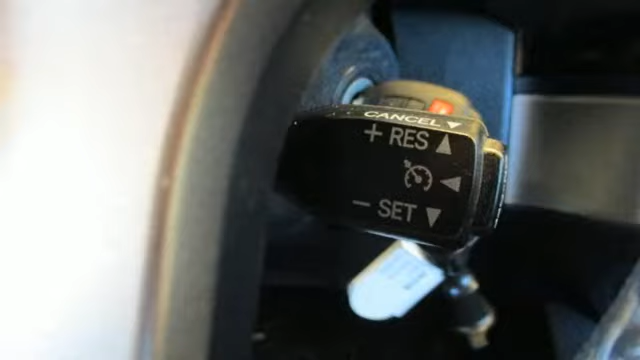 CANCEL ▼
+ RES ▲
◀
− SET ▼